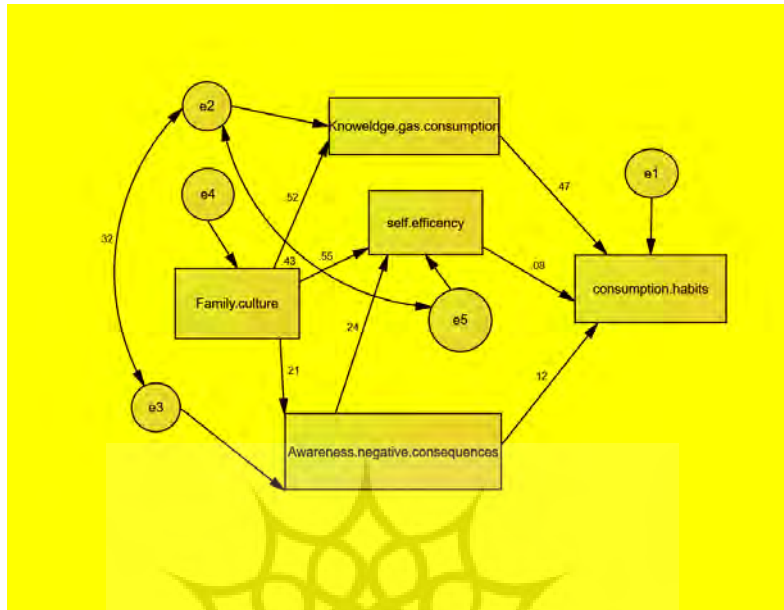 e2
Knoweldge.gas.consumption
e1
e4
.52
.47
.32
self.efficency
.43
.55
.08
Family.culture
consumption.habits
e5
.24
.21
.12
e3
Awareness.negative.consequences